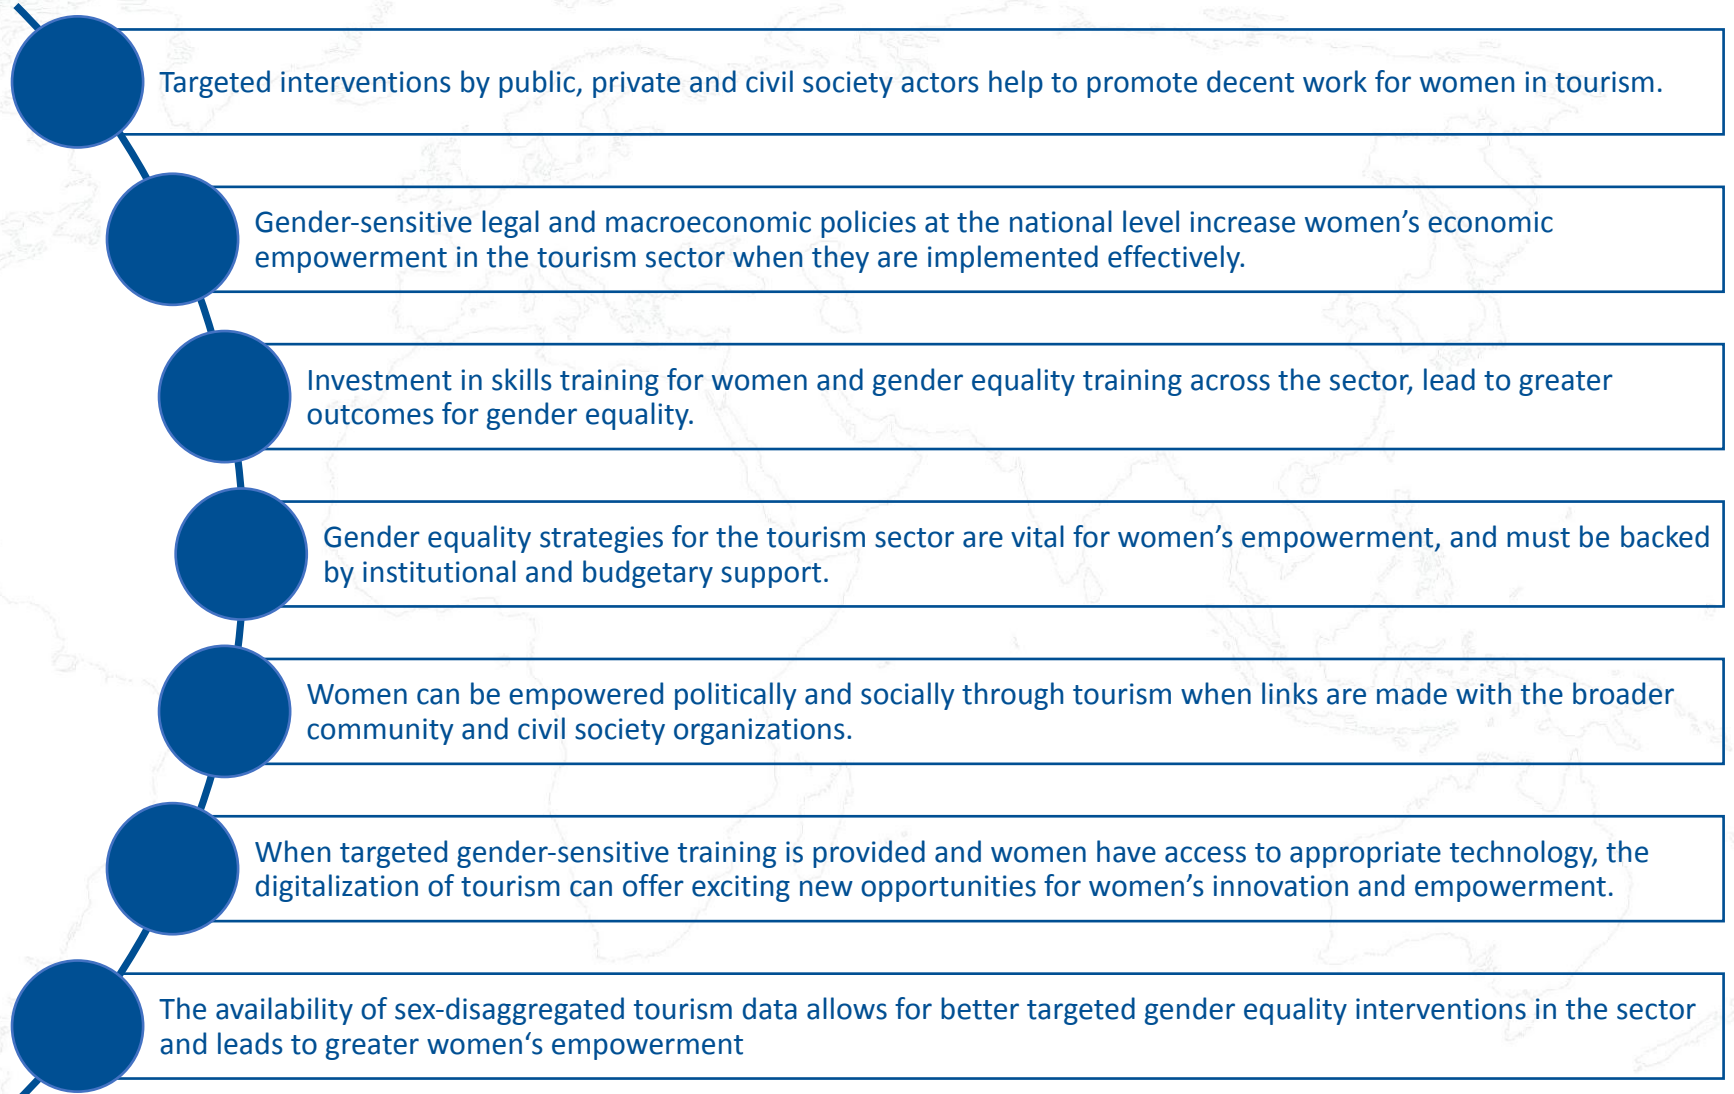 Targeted interventions by public, private and civil society actors help to promote decent work for women in tourism.
Gender-sensitive legal and macroeconomic policies at the national level increase women’s economic
empowerment in the tourism sector when they are implemented effectively.
Investment in skills training for women and gender equality training across the sector, lead to greater
outcomes for gender equality.
Gender equality strategies for the tourism sector are vital for women’s empowerment, and must be backed
by institutional and budgetary support.
Women can be empowered politically and socially through tourism when links are made with the broader
community and civil society organizations.
When targeted gender-sensitive training is provided and women have access to appropriate technology, the
digitalization of tourism can offer exciting new opportunities for women’s innovation and empowerment.
The availability of sex-disaggregated tourism data allows for better targeted gender equality interventions in the sector
and leads to greater women‘s empowerment